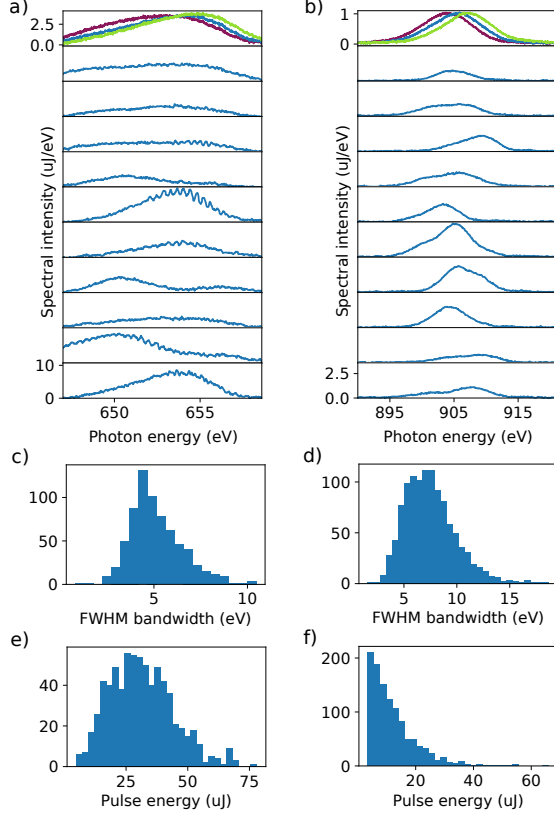 a)
b)
2.5
0.0
1
0
Spectral intensity (uJ/eV)
Spectral intensity (uJ/eV)
10
0
2.5
0.0
650
655
895
905
915
Photon energy (eV)
Photon energy (eV)
c)
d)
100
50
0
100
50
0
5
10
5
10
15
FWHM bandwidth (eV)
FWHM bandwidth (eV)
e)
f)
40
20
0
200
100
0
25
50
75
20
40
60
Pulse energy (uJ)
Pulse energy (uJ)